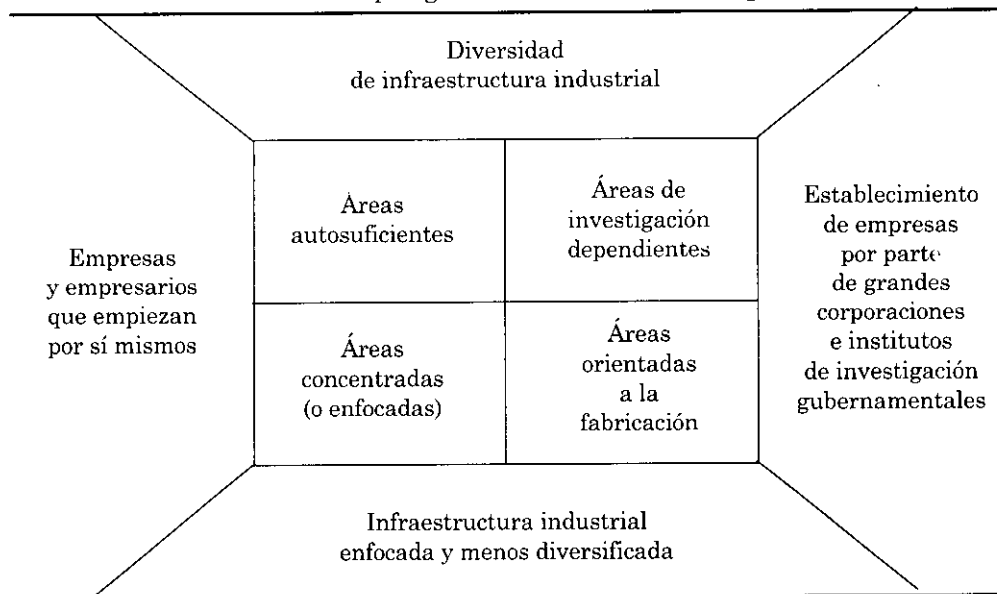 Diversidad
de infraestructura industrial
Áreas
autosuficientes
Áreas de
investigación
dependientes
Empresas
y empresarios
que empiezan
por sí mismos
Establecimiento
de empresas
por parte
de grandes
corporaciones
e institutos
de investigación
gubernamentales
Áreas
concentradas
(o enfocadas)
Áreas
orientadas
a la
fabricación
Infraestructura industrial
enfocada y menos diversificada